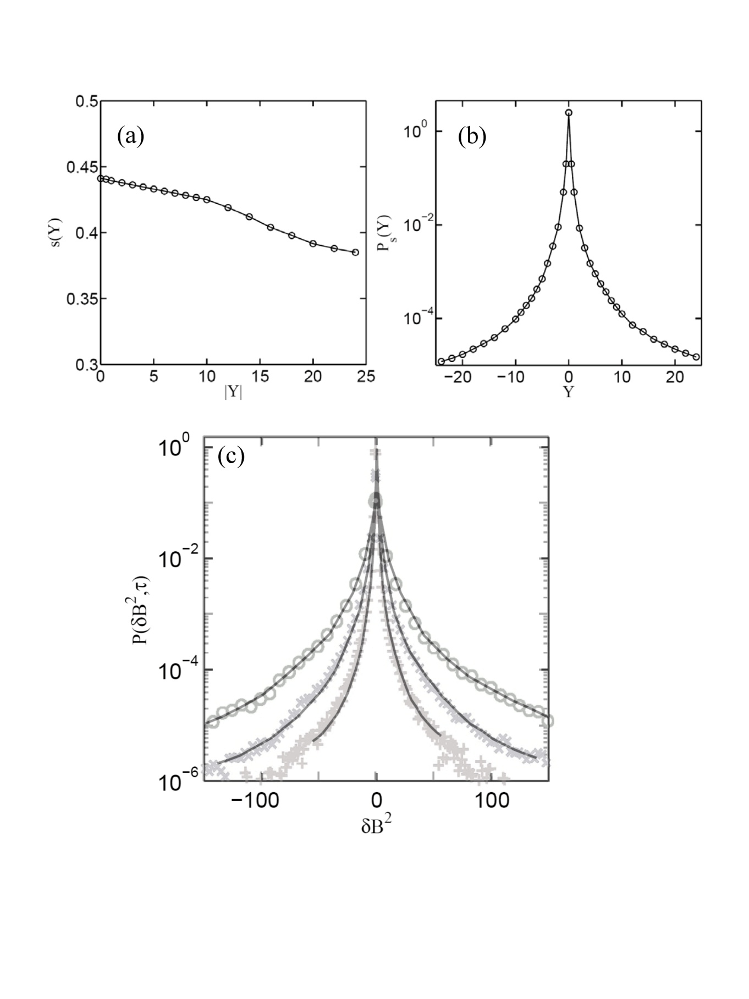 (a)
0.5
0.45
0.4
0.35
0.3
s(Y)
0 5 10 15 20 25
|Y|
(b)
10^0
10^−2
10^−4
P_s(Y)
−20 −10 0 10 20
Y
(c)
10^0
10^−2
10^−4
10^−6
P(δB^2,τ)
−100 0 100
δB^2